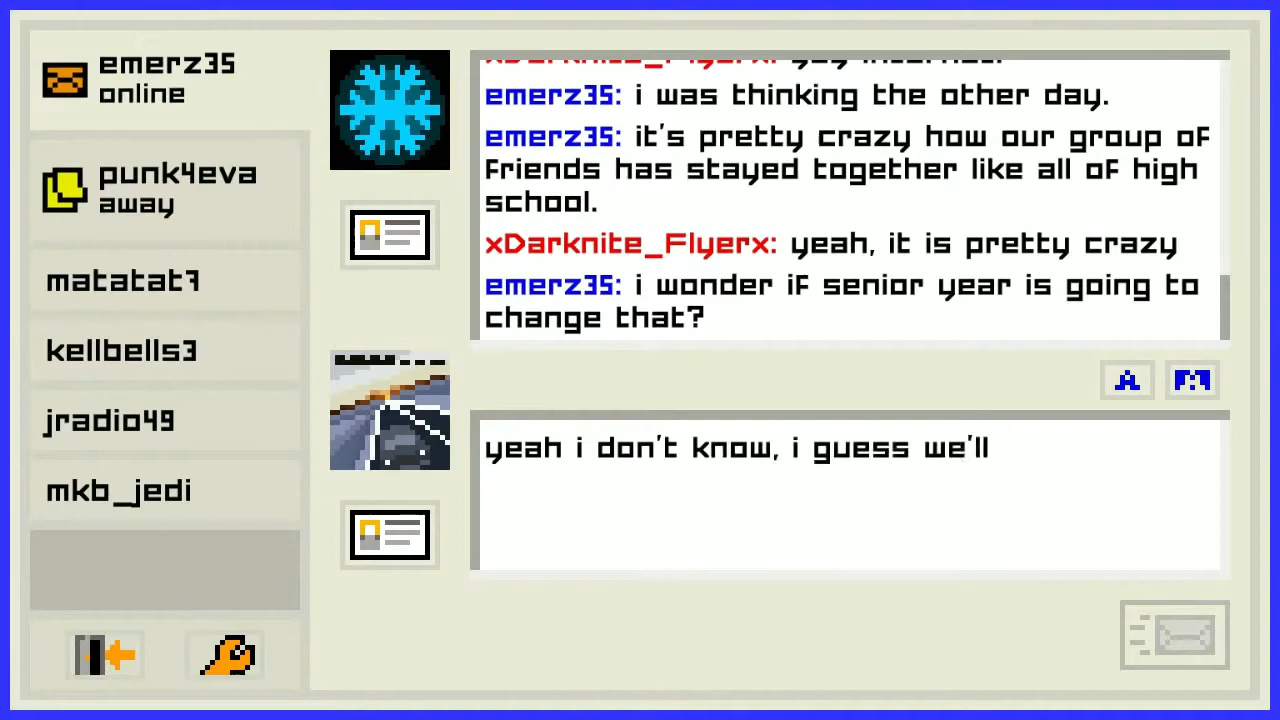 emerz35
online
punk4eva
away
matatat7
kellbells3
jradio49
mkb_jedi
emerz35: i was thinking the other day.
emerz35: it's pretty crazy how our group of
friends has stayed together like all of high
school.
xDarknite_Flyerx: yeah, it is pretty crazy
emerz35: i wonder if senior year is going to
change that?
A
yeah i don't know, i guess we'll